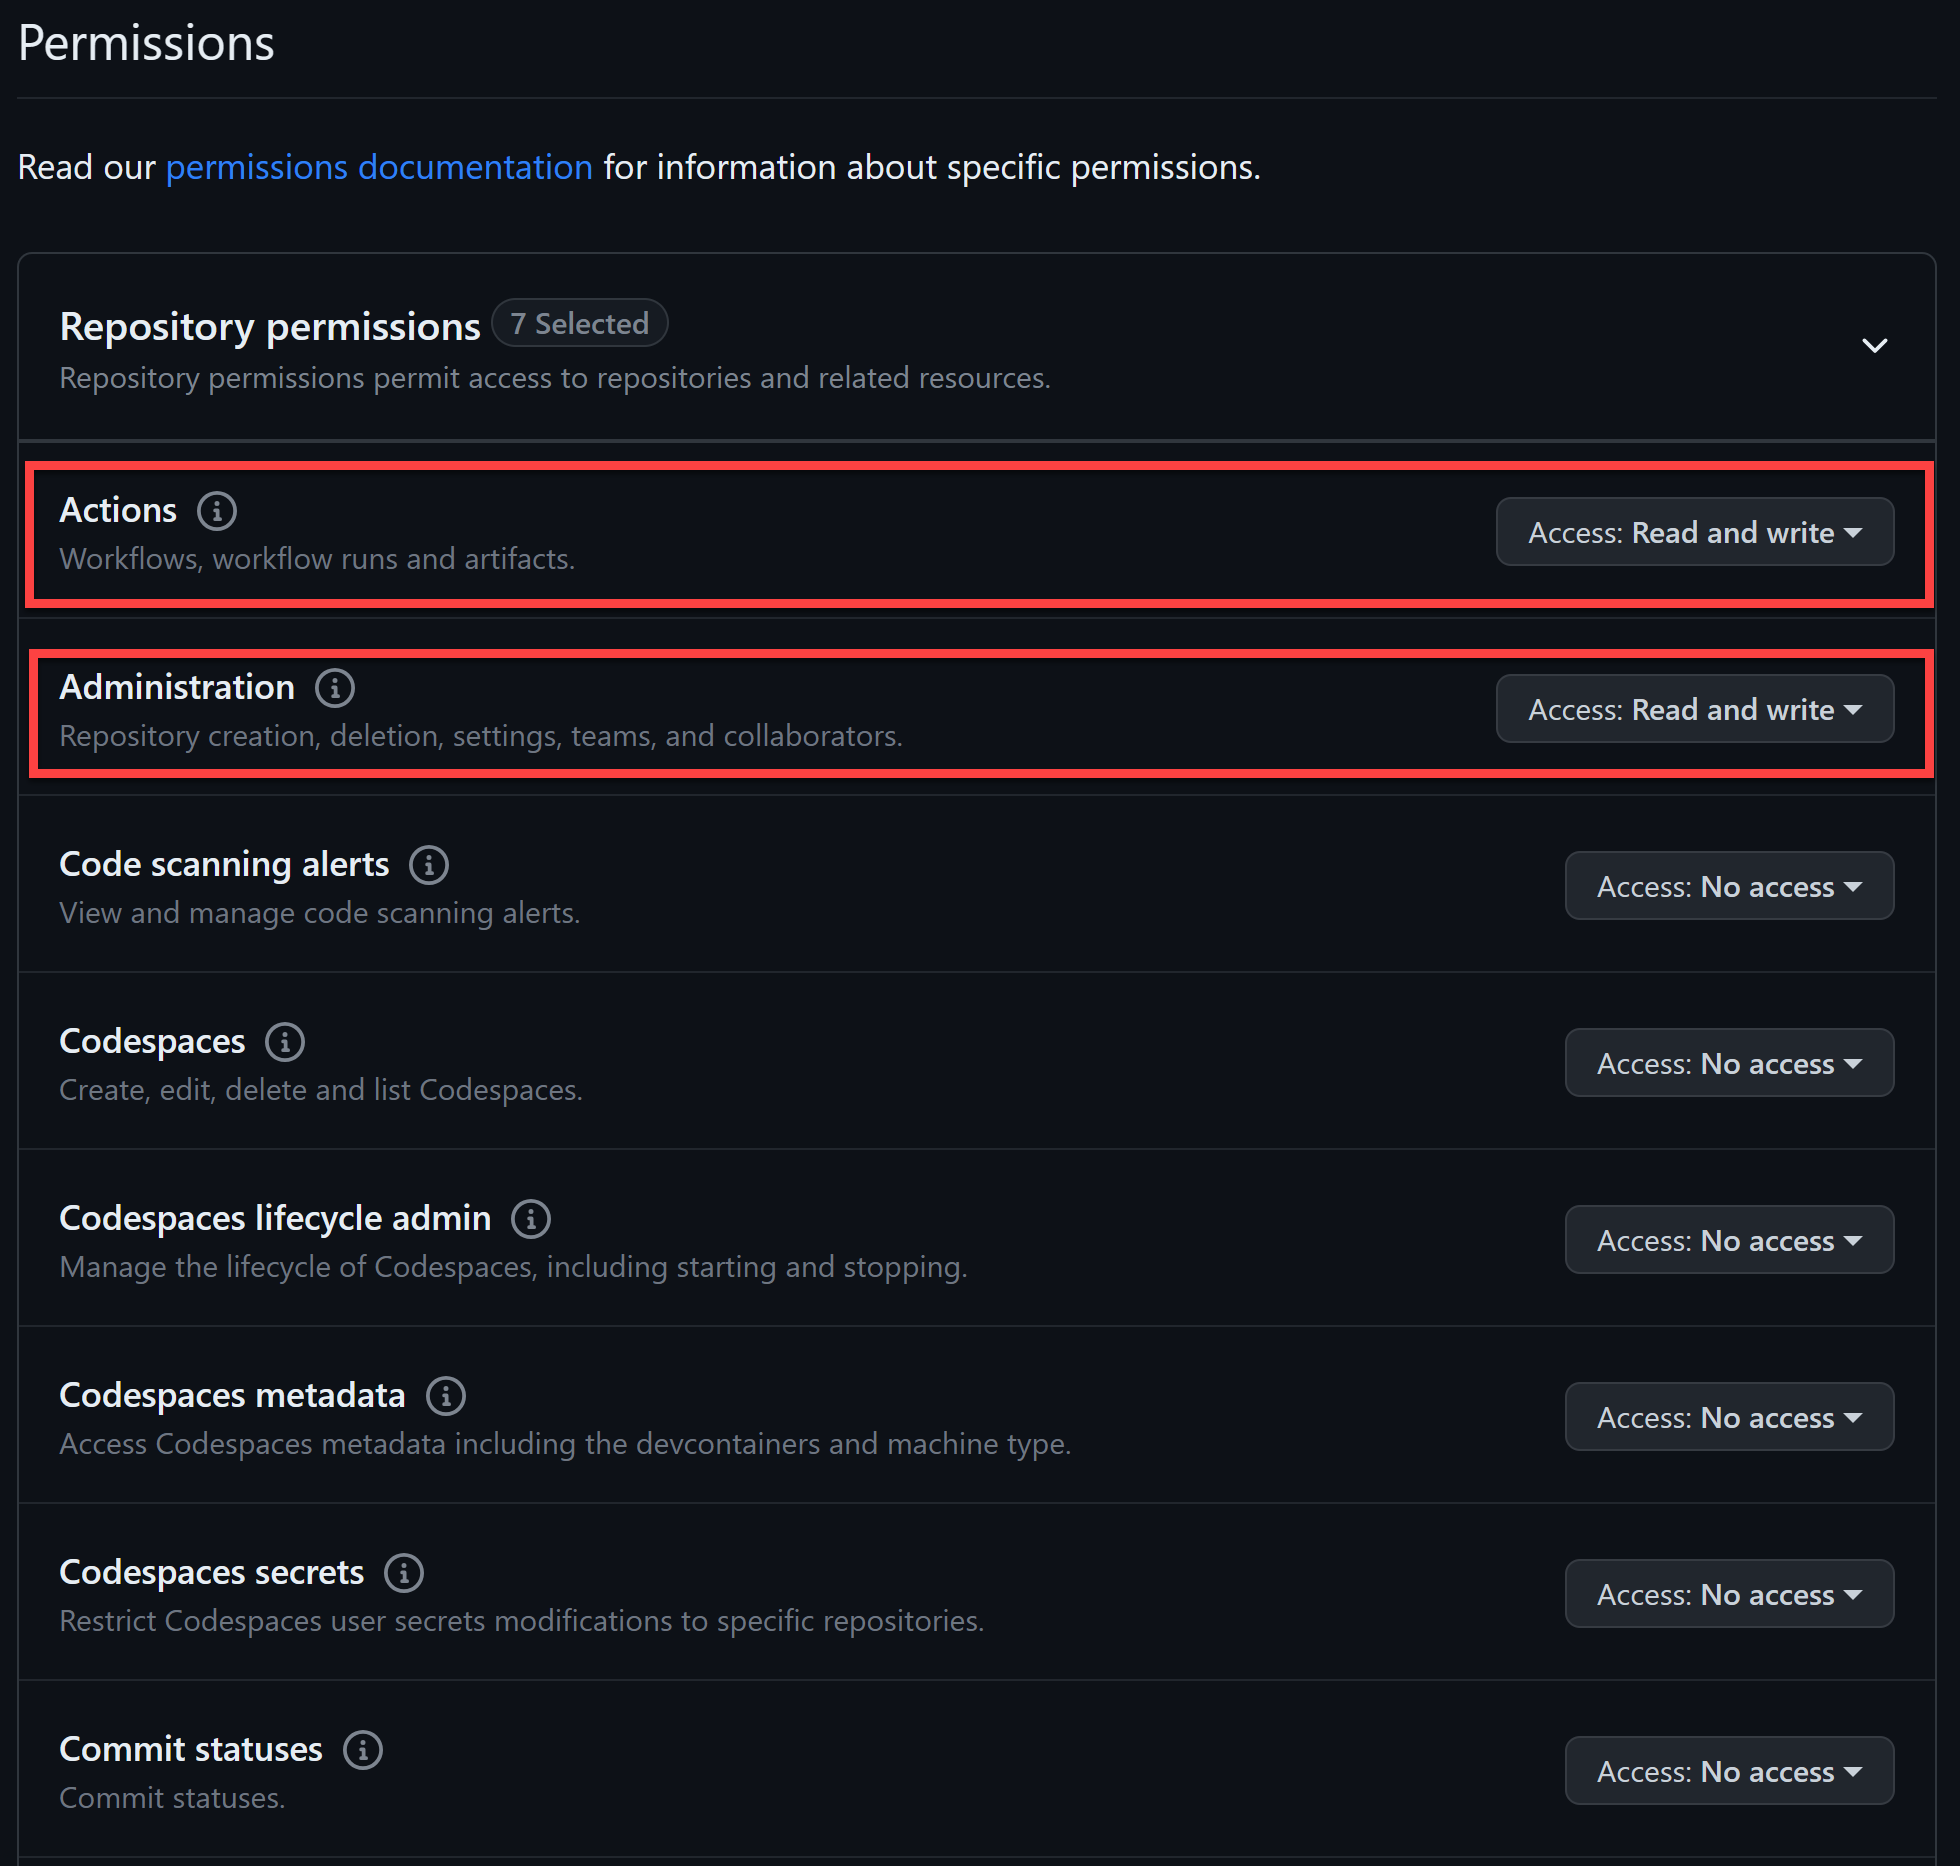 Permissions
Read our permissions documentation for information about specific permissions.
Repository permissions 7 Selected
Repository permissions permit access to repositories and related resources.
Actions
Access: Read and write
Workflows, workflow runs and artifacts.
Administration
Access: Read and write
Repository creation, deletion, settings, teams, and collaborators.
Code scanning alerts
Access: No access
View and manage code scanning alerts.
Codespaces
Access: No access
Create, edit, delete and list Codespaces.
Codespaces lifecycle admin
Access: No access
Manage the lifecycle of Codespaces, including starting and stopping.
Codespaces metadata
Access: No access
Access Codespaces metadata including the devcontainers and machine type.
Codespaces secrets
Access: No access
Restrict Codespaces user secrets modifications to specific repositories.
Commit statuses
Access: No access
Commit statuses.